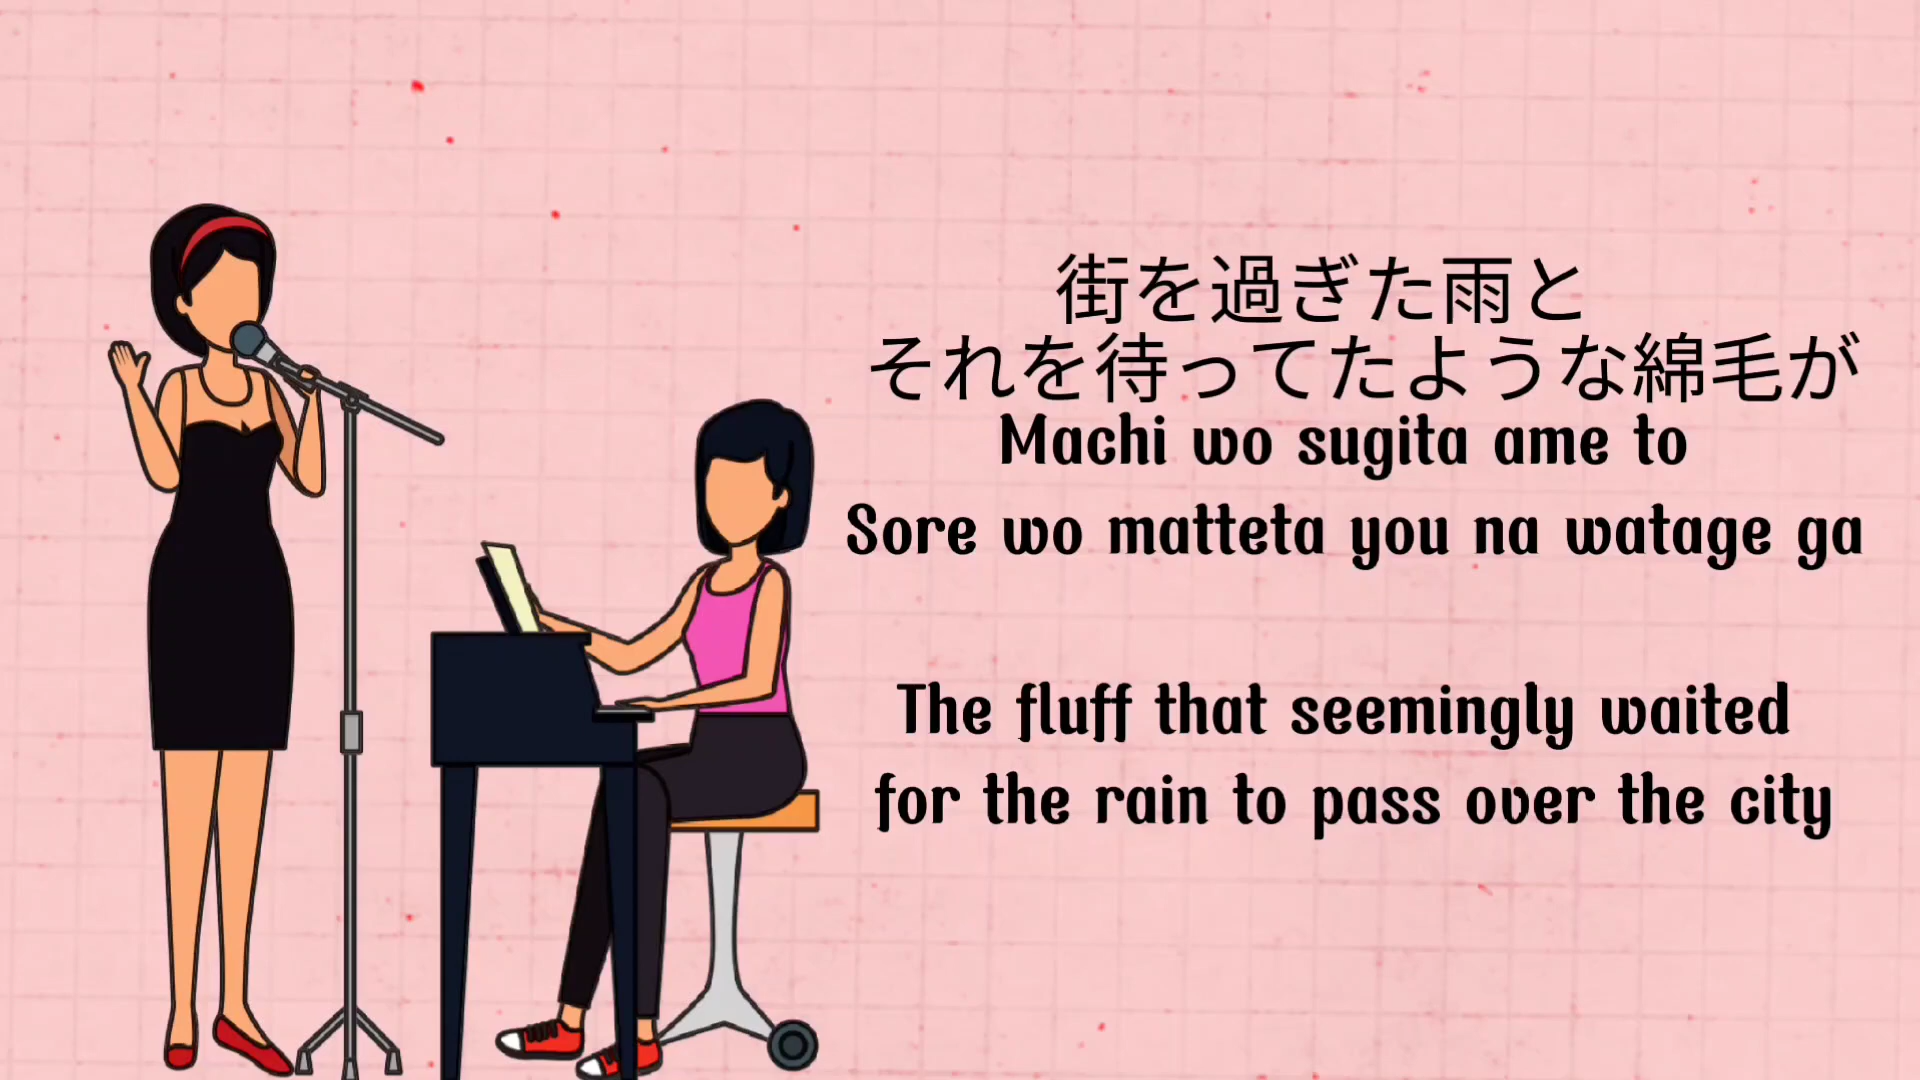 街を過ぎた雨と
それを待ってたような綿毛が
Machi wo sugita ame to
Sore wo matteta you na watage ga
The fluff that seemingly waited
for the rain to pass over the city